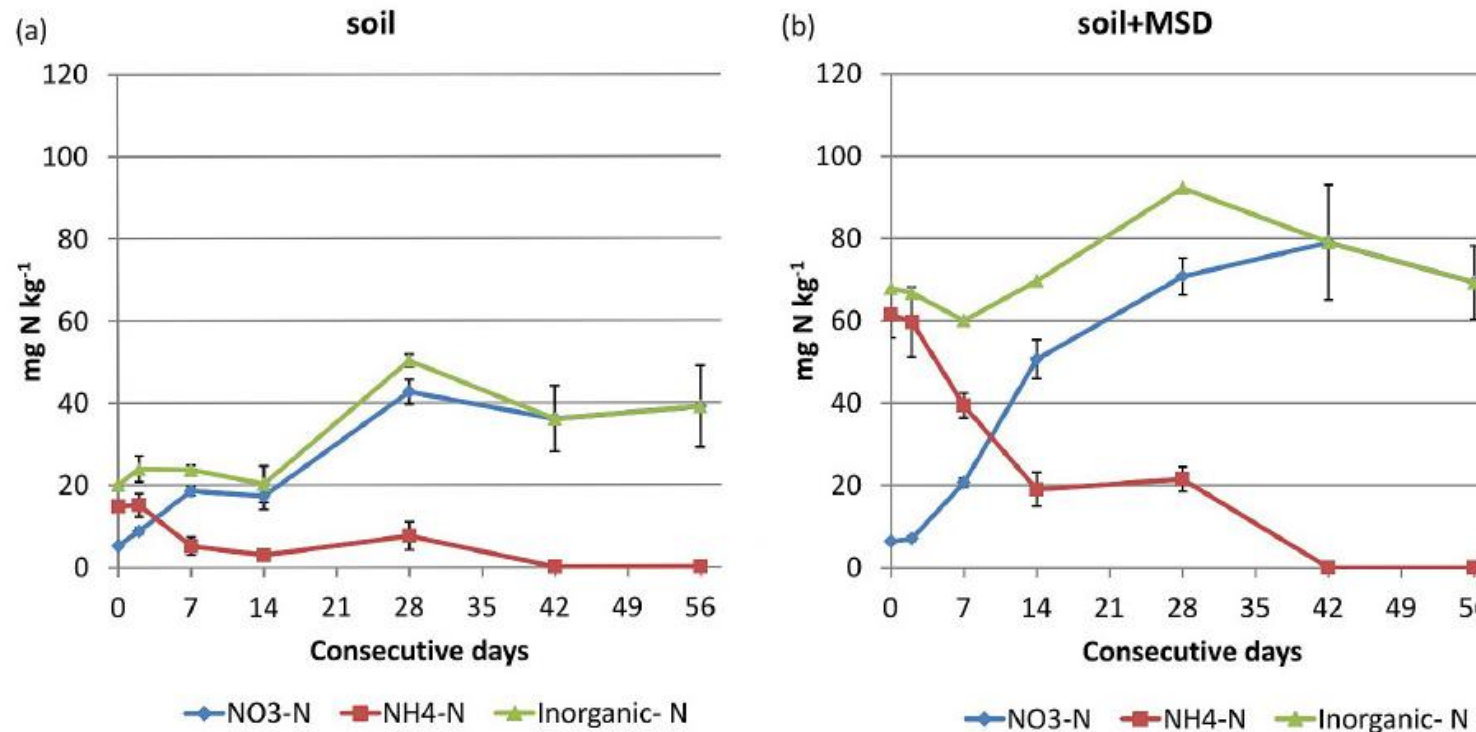 (a)
soil
120
100
80
60
40
20
0
mg N kg⁻¹
0 7 14 21 28 35 42 49 56
Consecutive days
NO3-N NH4-N Inorganic- N
(b)
soil+MSD
120
100
80
60
40
20
0
mg N kg⁻¹
0 7 14 21 28 35 42 49
Consecutive days
NO3-N NH4-N Inorganic- N